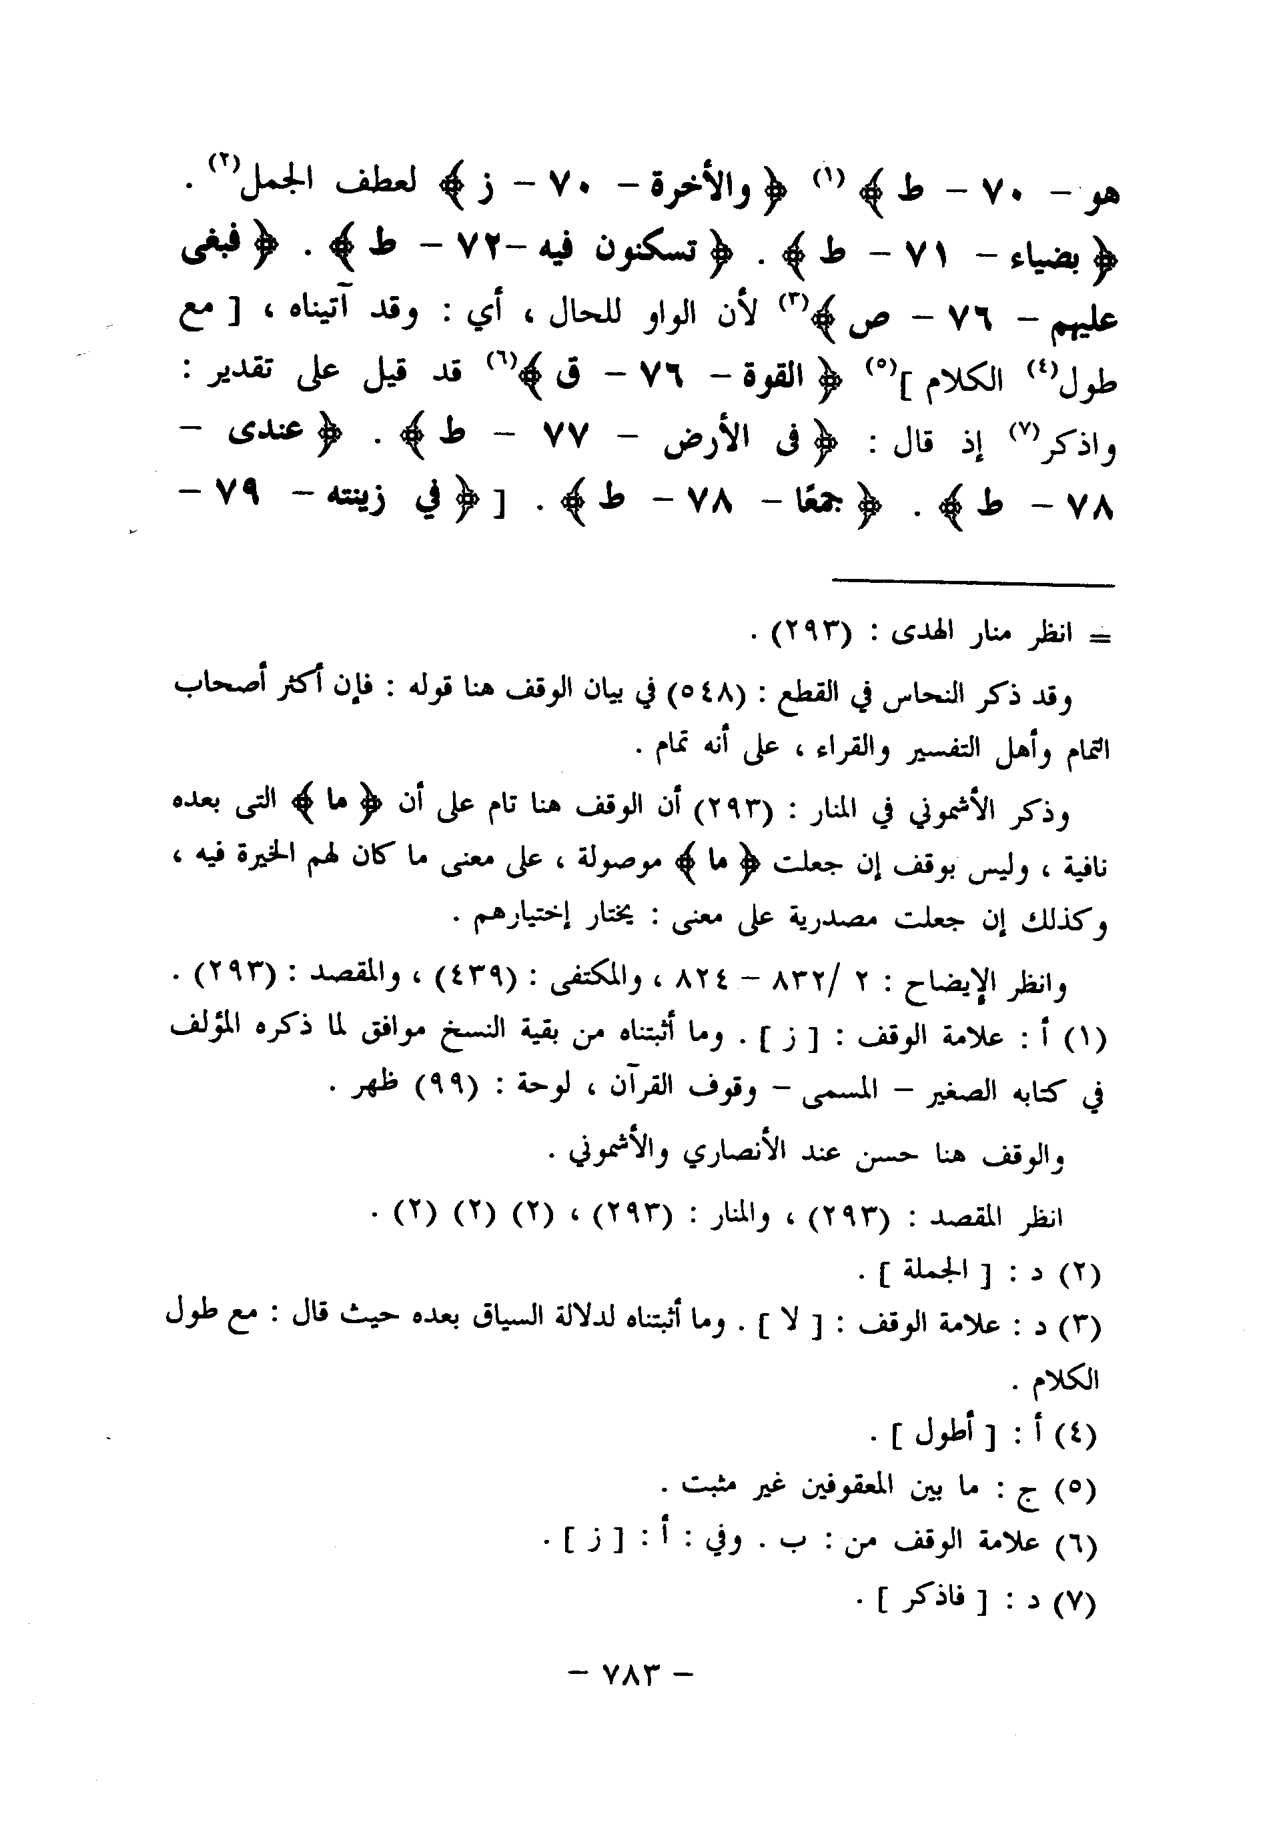 هو – ٧٠ – ط ﴾ (١) ﴿ والأخرة – ٧٠ – ز ﴾ لعطف الجمل (٢) .
﴿ بضياء – ٧١ – ط ﴾ . ﴿ تسكنون فيه –٧٢ – ط ﴾ . ﴿ فبغى
عليهم – ٧٦ – ص ﴾ (٣) لأن الواو للحال ، أي : وقد آتيناه ، [ مع
طول (٤) الكلام ] (٥) ﴿ القوة – ٧٦ – ق ﴾ (٦) قد قيل على تقدير :
واذكر (٧) إذ قال : ﴿ فى الأرض – ٧٧ – ط ﴾ . ﴿ عندى –
٧٨ – ط ﴾ . ﴿ جمعًا – ٧٨ – ط ﴾ . [ ﴿ في زينته – ٧٩ –
= انظر منار الهدى : (٢٩٣) .
وقد ذكر النحاس في القطع : (٥٤٨) في بيان الوقف هنا قوله : فإن أكثر أصحاب
التمام وأهل التفسير والقراء ، على أنه تمام .
وذكر الأشموني في المنار : (٢٩٣) أن الوقف هنا تام على أن ﴿ ما ﴾ التى بعده
نافية ، وليس بوقف إن جعلت ﴿ ما ﴾ موصولة ، على معنى ما كان لهم الخيرة فيه ،
وكذلك إن جعلت مصدرية على معنى : يختار إختيارهم .
وانظر الإيضاح : ٢ /٨٣٢ – ٨٢٤ ، والمكتفى : (٤٣٩) ، والمقصد : (٢٩٣) .
(١) أ : علامة الوقف : [ ز ] . وما أثبتناه من بقية النسخ موافق لما ذكره المؤلف
في كتابه الصغير – المسمى – وقوف القرآن ، لوحة : (٩٩) ظهر .
والوقف هنا حسن عند الأنصاري والأشموني .
انظر المقصد : (٢٩٣) ، والمنار : (٢٩٣) ، (٢) (٢) (٢) .
(٢) د : [ الجملة ] .
(٣) د : علامة الوقف : [ لا ] . وما أثبتناه لدلالة السياق بعده حيث قال : مع طول
الكلام .
(٤) أ : [ أطول ] .
(٥) ج : ما بين المعقوفين غير مثبت .
(٦) علامة الوقف من : ب . وفي : أ : [ ز ] .
(٧) د : [ فاذكر ] .
– ٧٨٣ –